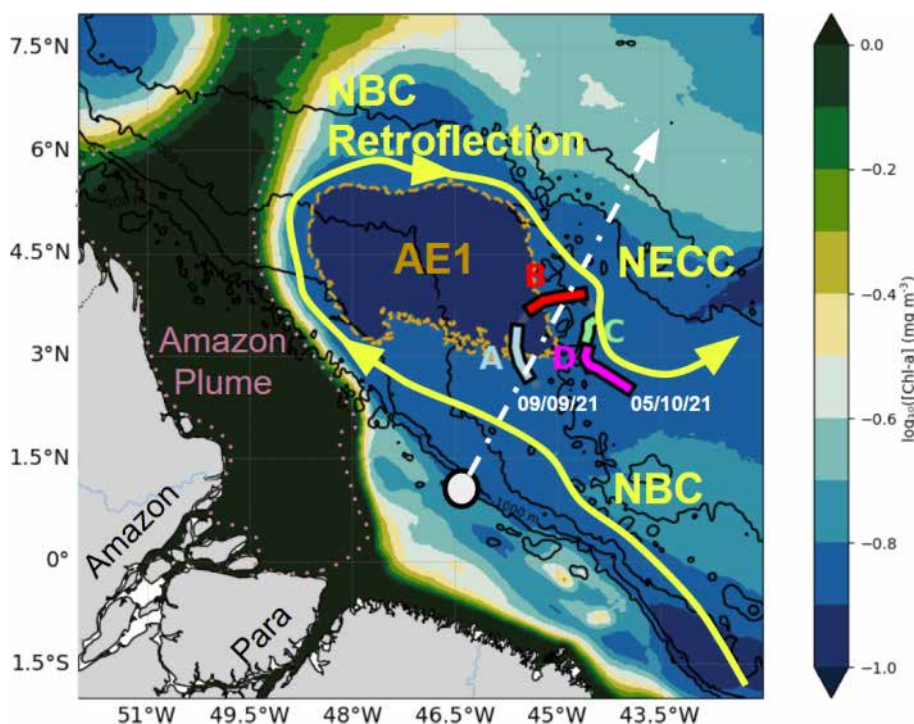 7.5°N
6°N
4.5°N
3°N
1.5°N
0°
1.5°S
51°W
49.5°W
48°W
46.5°W
45°W
43.5°W
NBC
Retroflection
AE1
B
NECC
C
A
D
Amazon
Plume
09/09/21
05/10/21
NBC
1000 m
Amazon
Para
0.0
−0.2
−0.4
−0.6
−0.8
−1.0
log₁₀([Chl-a] (mg m⁻³)